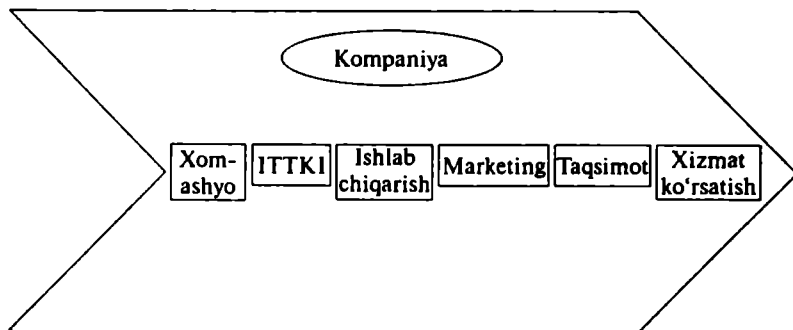 Kompaniya
Xom-
ashyo
ITTKI
Ishlab
chiqarish
Marketing
Taqsimot
Xizmat
ko‘rsatish